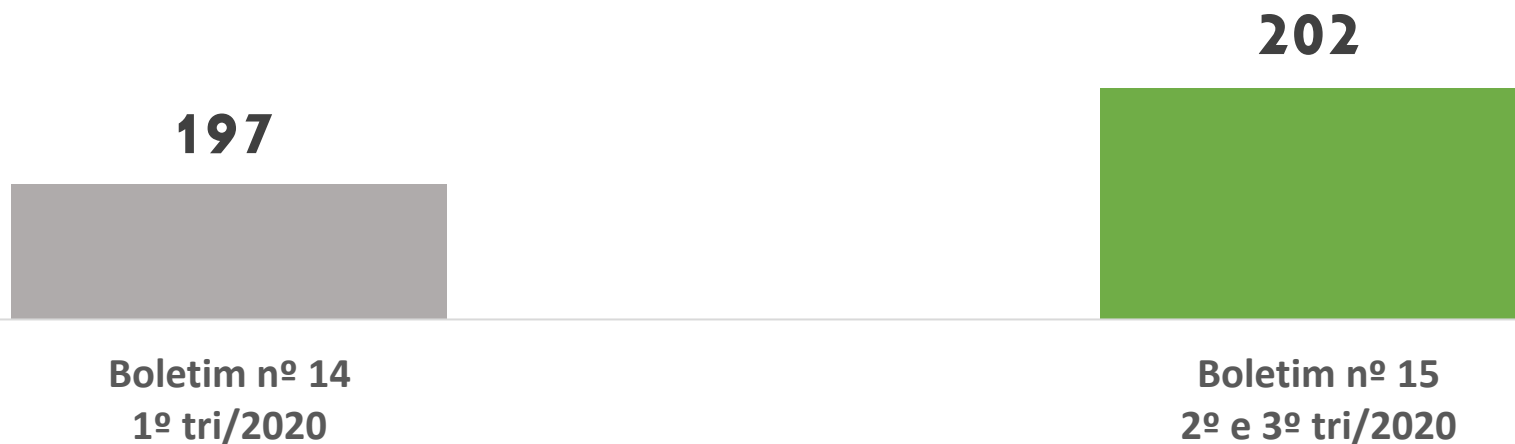 202
197
Boletim nº 14
1º tri/2020
Boletim nº 15
2º e 3º tri/2020